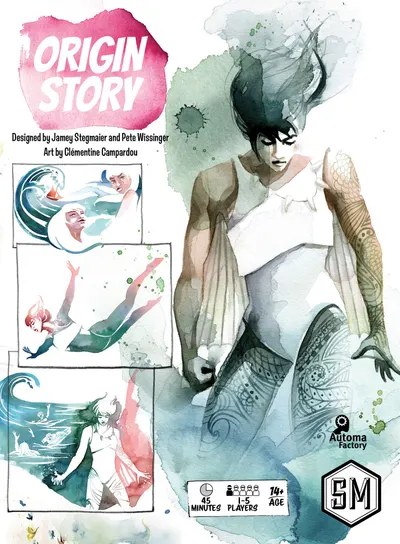 ORIGIN
STORY
Designed by Jamey Stegmaier and Pete Wissinger
Art by Clémentine Campardou
Automa
Factory
45
MINUTES
1-5
PLAYERS
14+
AGE
SM